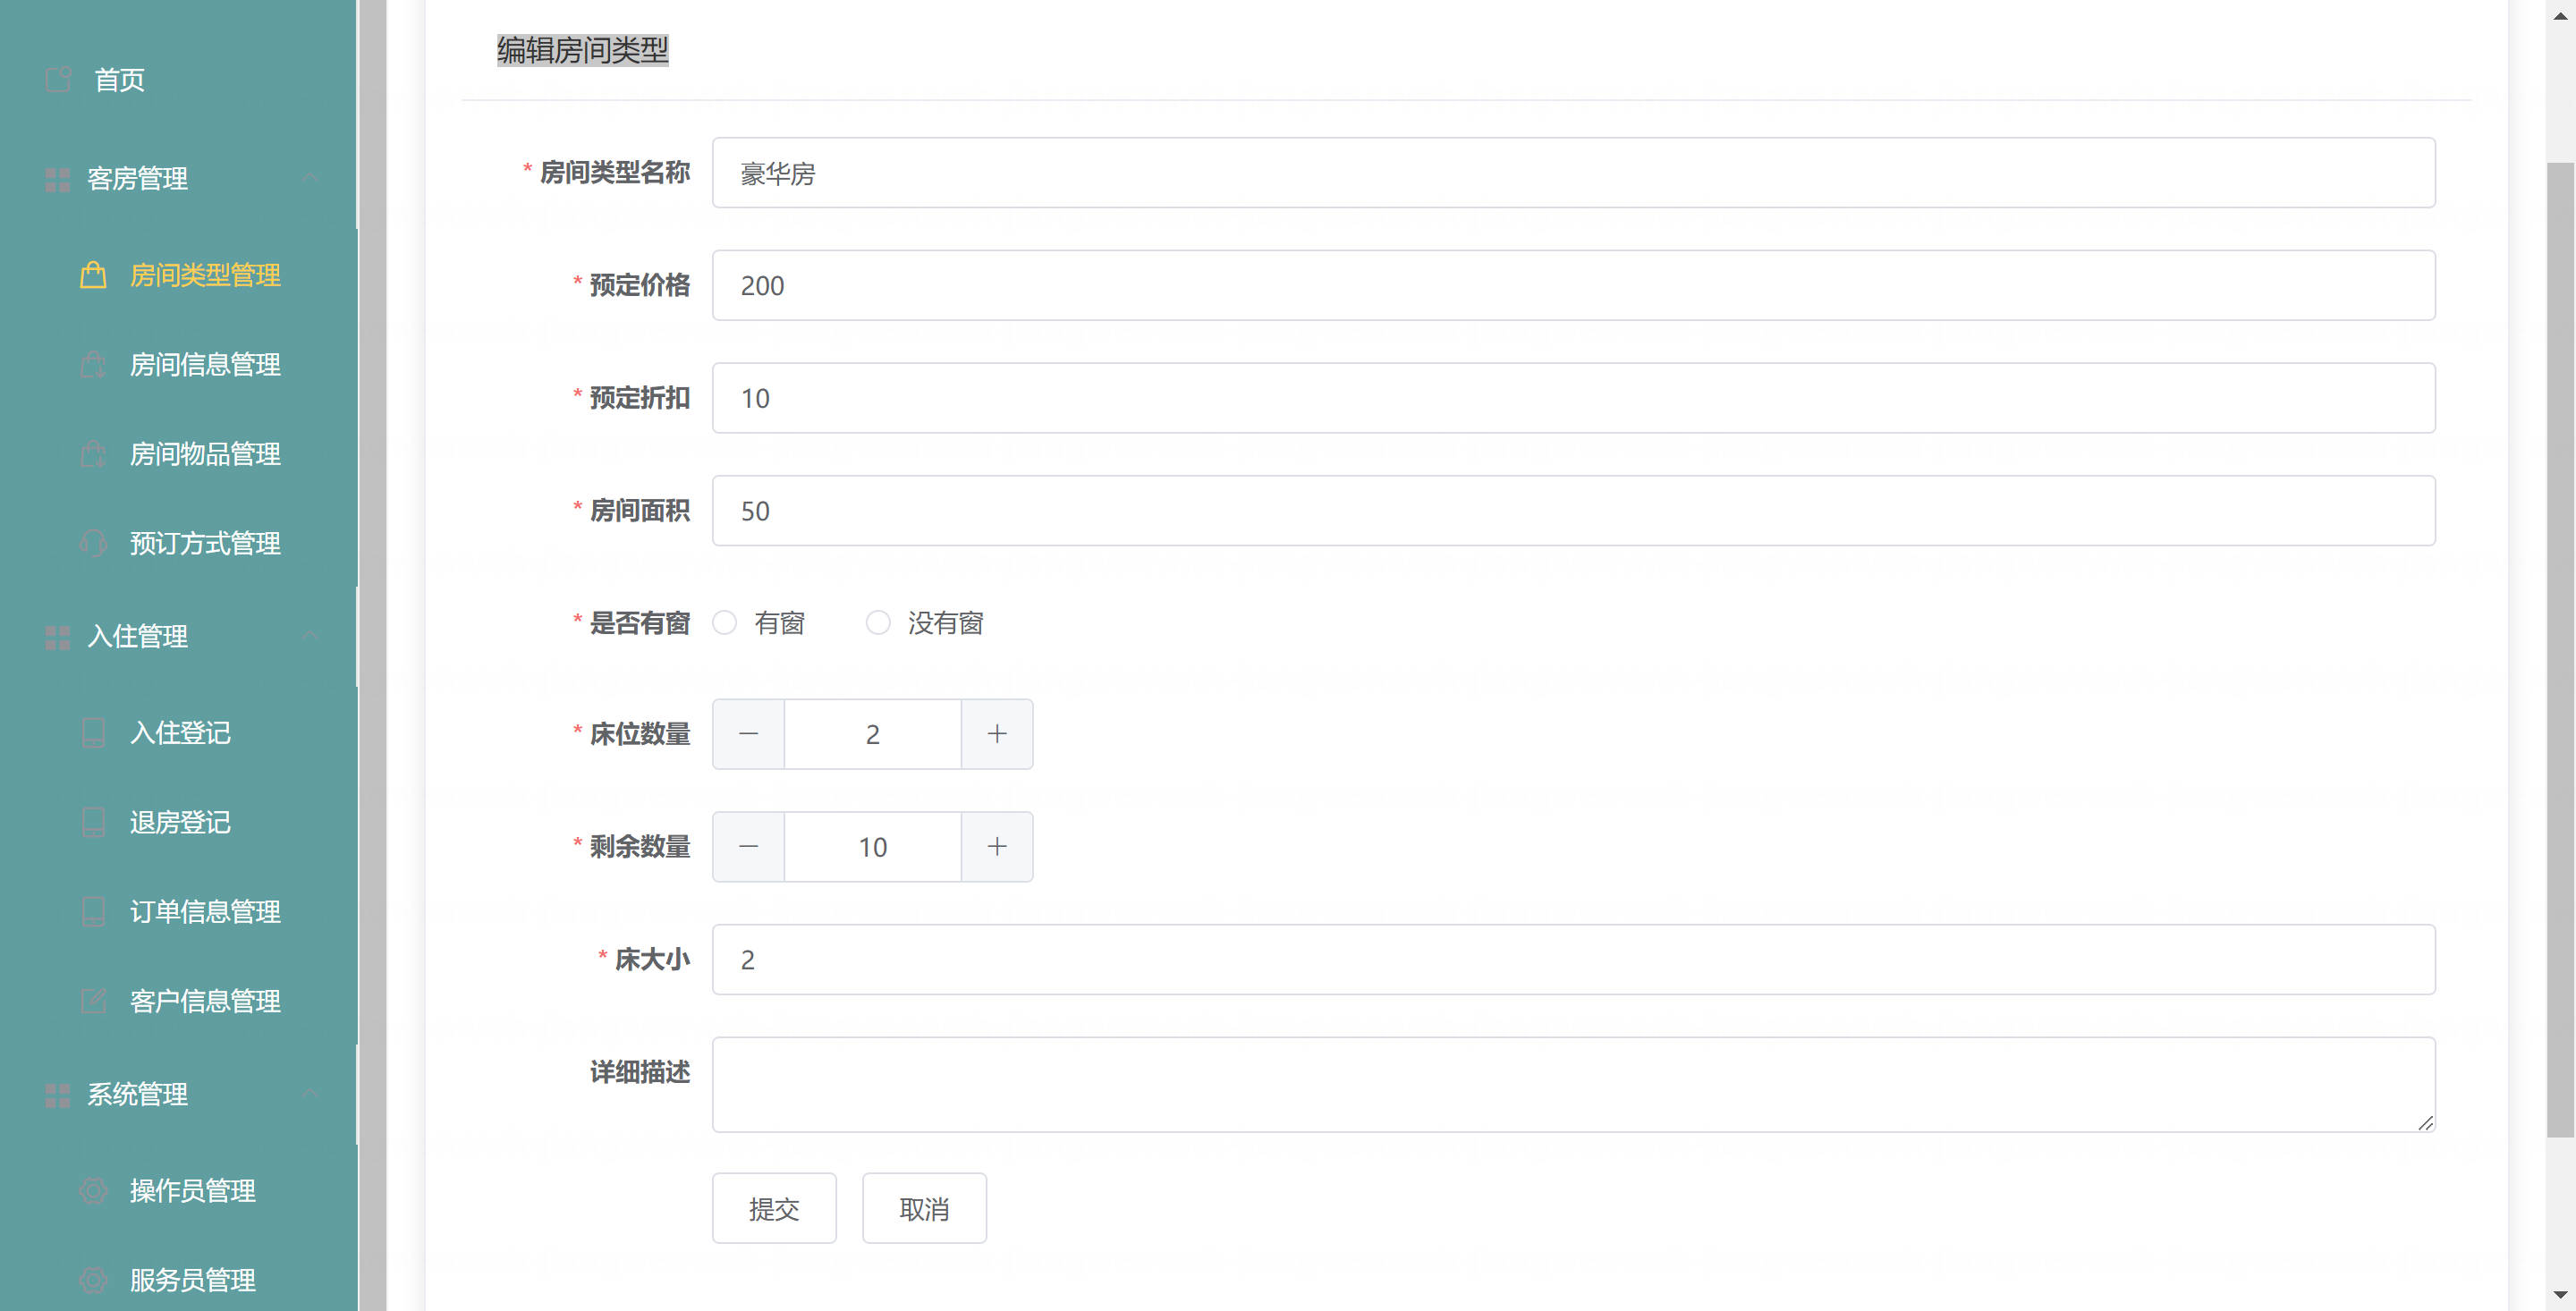 首页
客房管理
房间类型管理
房间信息管理
房间物品管理
预订方式管理
入住管理
入住登记
退房登记
订单信息管理
客户信息管理
系统管理
操作员管理
服务员管理
编辑房间类型
* 房间类型名称 豪华房
* 预定价格 200
* 预定折扣 10
* 房间面积 50
* 是否有窗 有窗 没有窗
* 床位数量 2
* 剩余数量 10
* 床大小 2
详细描述
提交 取消